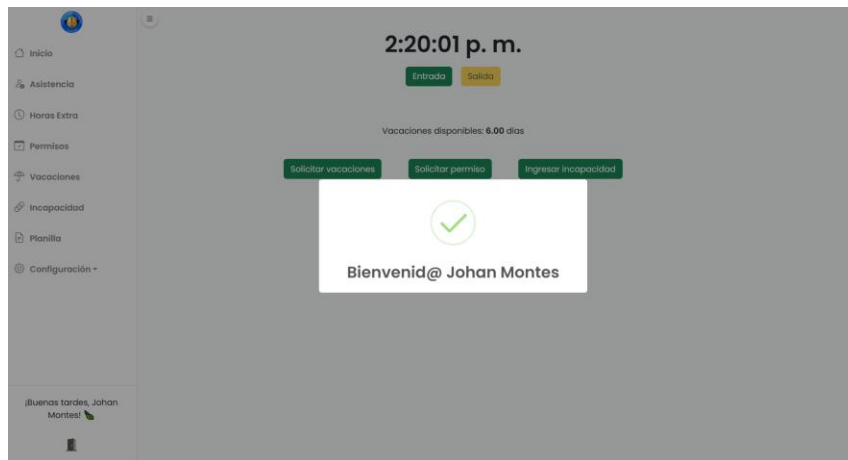 Inicio
Asistencia
Horas Extra
Permisos
Vacaciones
Incapacidad
Planilla
Configuración
¡Buenas tardes, Johan
Montes!
2:20:01 p. m.
Entrada Salida
Vacaciones disponibles: 6.00 días
Solicitar vacaciones Solicitar permiso Ingresar incapacidad
Bienvenid@ Johan Montes